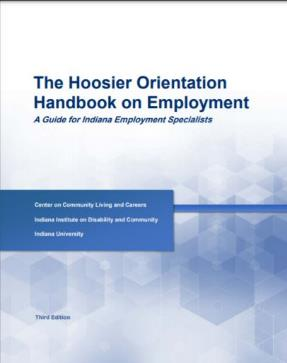 The Hoosier Orientation
Handbook on Employment
A Guide for Indiana Employment Specialists
Center on Community Living and Careers
Indiana Institute on Disability and Community
Indiana University
Third Edition